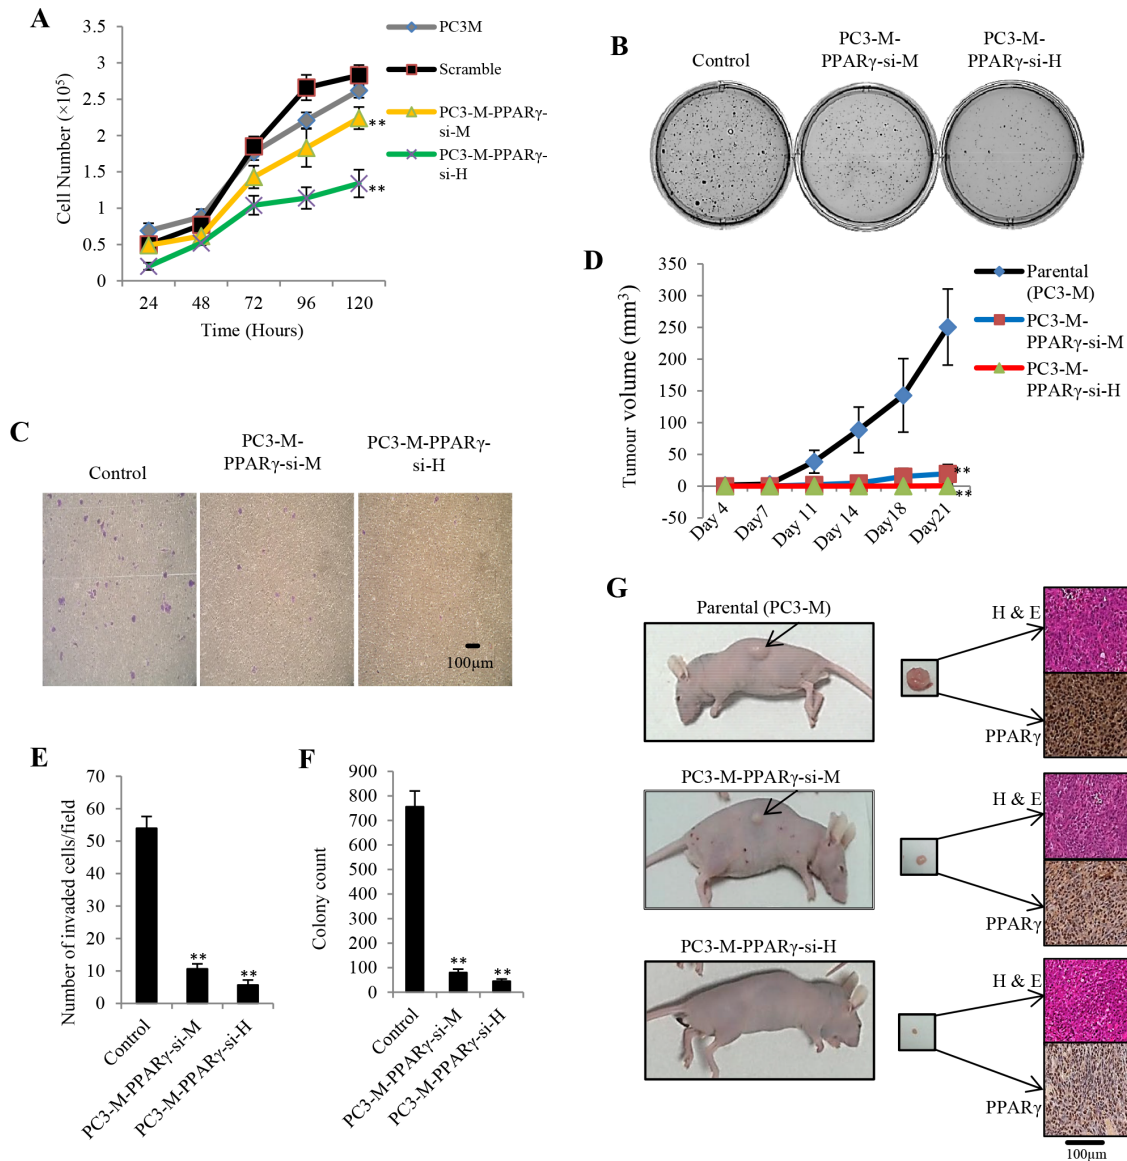 A
3.5
3
2.5
2
1.5
1
0.5
0
Cell Number (×10⁵)
24 48 72 96 120
Time (Hours)
PC3M
Scramble
PC3-M-PPARγ-
si-M
PC3-M-PPARγ-
si-H
**
**
B
Control
PC3-M-
PPARγ-si-M
PC3-M-
PPARγ-si-H
C
Control
PC3-M-
PPARγ-si-M
PC3-M-PPARγ-
si-H
100µm
D
350
300
250
200
150
100
50
0
-50
Tumour volume (mm³)
Day 4 Day7 Day 11 Day 14 Day18 Day21
Parental
(PC3-M)
PC3-M-
PPARγ-si-M
PC3-M-
PPARγ-si-H
**
**
E
70
60
50
40
30
20
10
0
Number of invaded cells/field
**
**
Control
PC3-M-PPARγ-si-M
PC3-M-PPARγ-si-H
F
900
800
700
600
500
400
300
200
100
0
Colony count
**
**
Control
PC3-M-PPARγ-si-M
PC3-M-PPARγ-si-H
G
Parental (PC3-M)
H & E
PPARγ
PC3-M-PPARγ-si-M
H & E
PPARγ
PC3-M-PPARγ-si-H
H & E
PPARγ
100µm